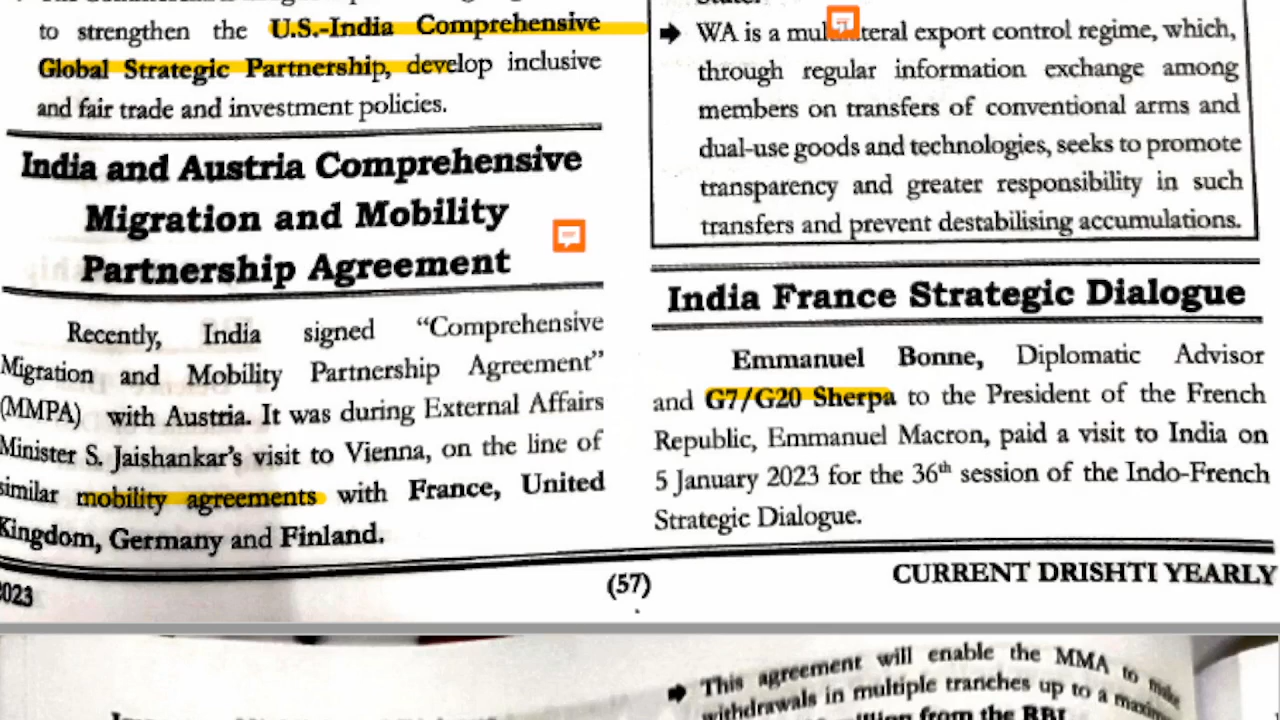 to strengthen the U.S.-India Comprehensive
Global Strategic Partnership, develop inclusive
and fair trade and investment policies.
India and Austria Comprehensive
Migration and Mobility
Partnership Agreement
Recently, India signed “Comprehensive
Migration and Mobility Partnership Agreement”
(MMPA) with Austria. It was during External Affairs
Minister S. Jaishankar’s visit to Vienna, on the line of
similar mobility agreements with France, United
Kingdom, Germany and Finland.
WA is a multilateral export control regime, which,
through regular information exchange among
members on transfers of conventional arms and
dual-use goods and technologies, seeks to promote
transparency and greater responsibility in such
transfers and prevent destabilising accumulations.
India France Strategic Dialogue
Emmanuel Bonne, Diplomatic Advisor
and G7/G20 Sherpa to the President of the French
Republic, Emmanuel Macron, paid a visit to India on
5 January 2023 for the 36th session of the Indo-French
Strategic Dialogue.
2023
(57)
CURRENT DRISHTI YEARLY
This agreement will enable the MMA to make
withdrawals in multiple tranches up to a
from the RBI